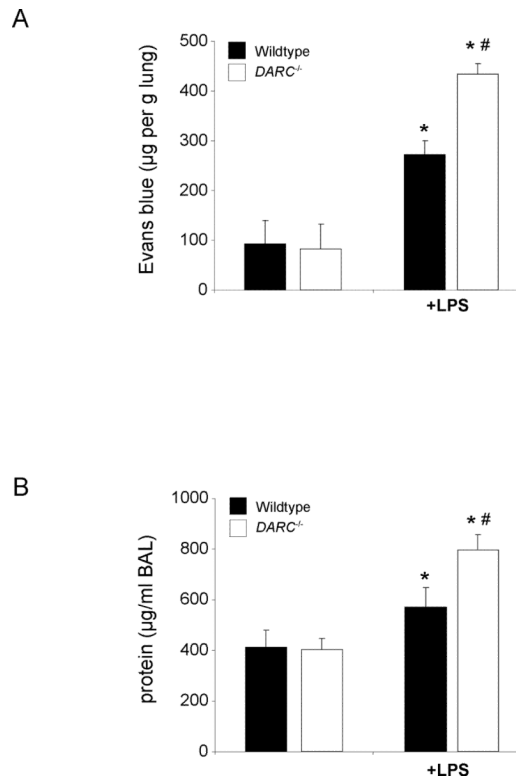 A
500
400
300
200
100
0
Evans blue (µg per g lung)
Wildtype
DARC-/-
*
* #
+LPS
B
1000
800
600
400
200
0
protein (µg/ml BAL)
Wildtype
DARC-/-
*
* #
+LPS